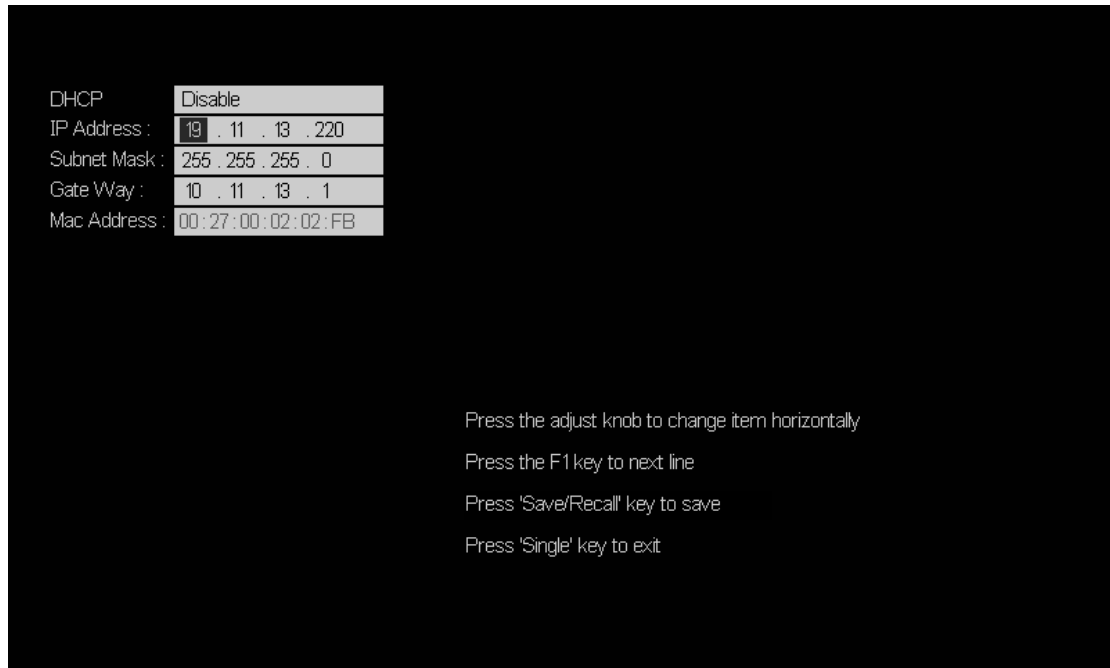 DHCP Disable
IP Address : 19 . 11 . 13 . 220
Subnet Mask : 255 . 255 . 255 . 0
Gate Way : 10 . 11 . 13 . 1
Mac Address : 00:27:00:02:02:FB
Press the adjust knob to change item horizontally
Press the F1 key to next line
Press 'Save/Recall' key to save
Press 'Single' key to exit